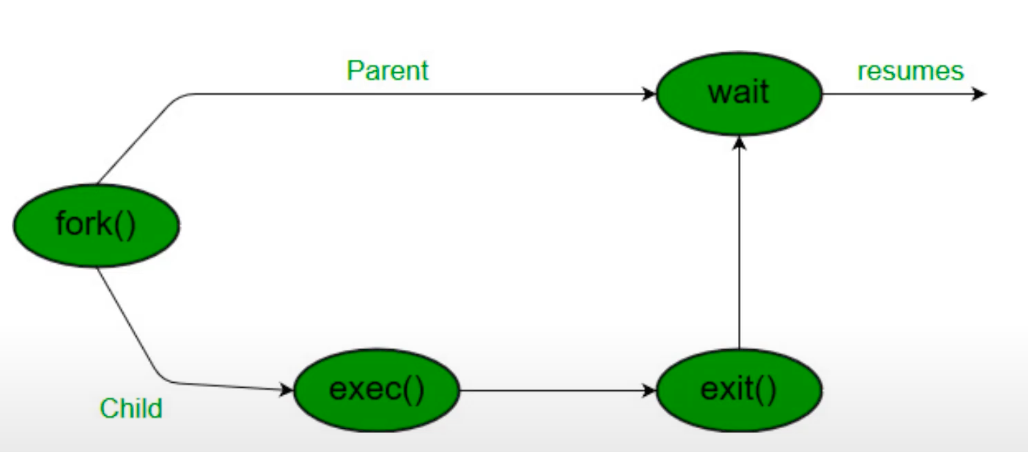 Parent
wait
resumes
fork()
Child
exec()
exit()